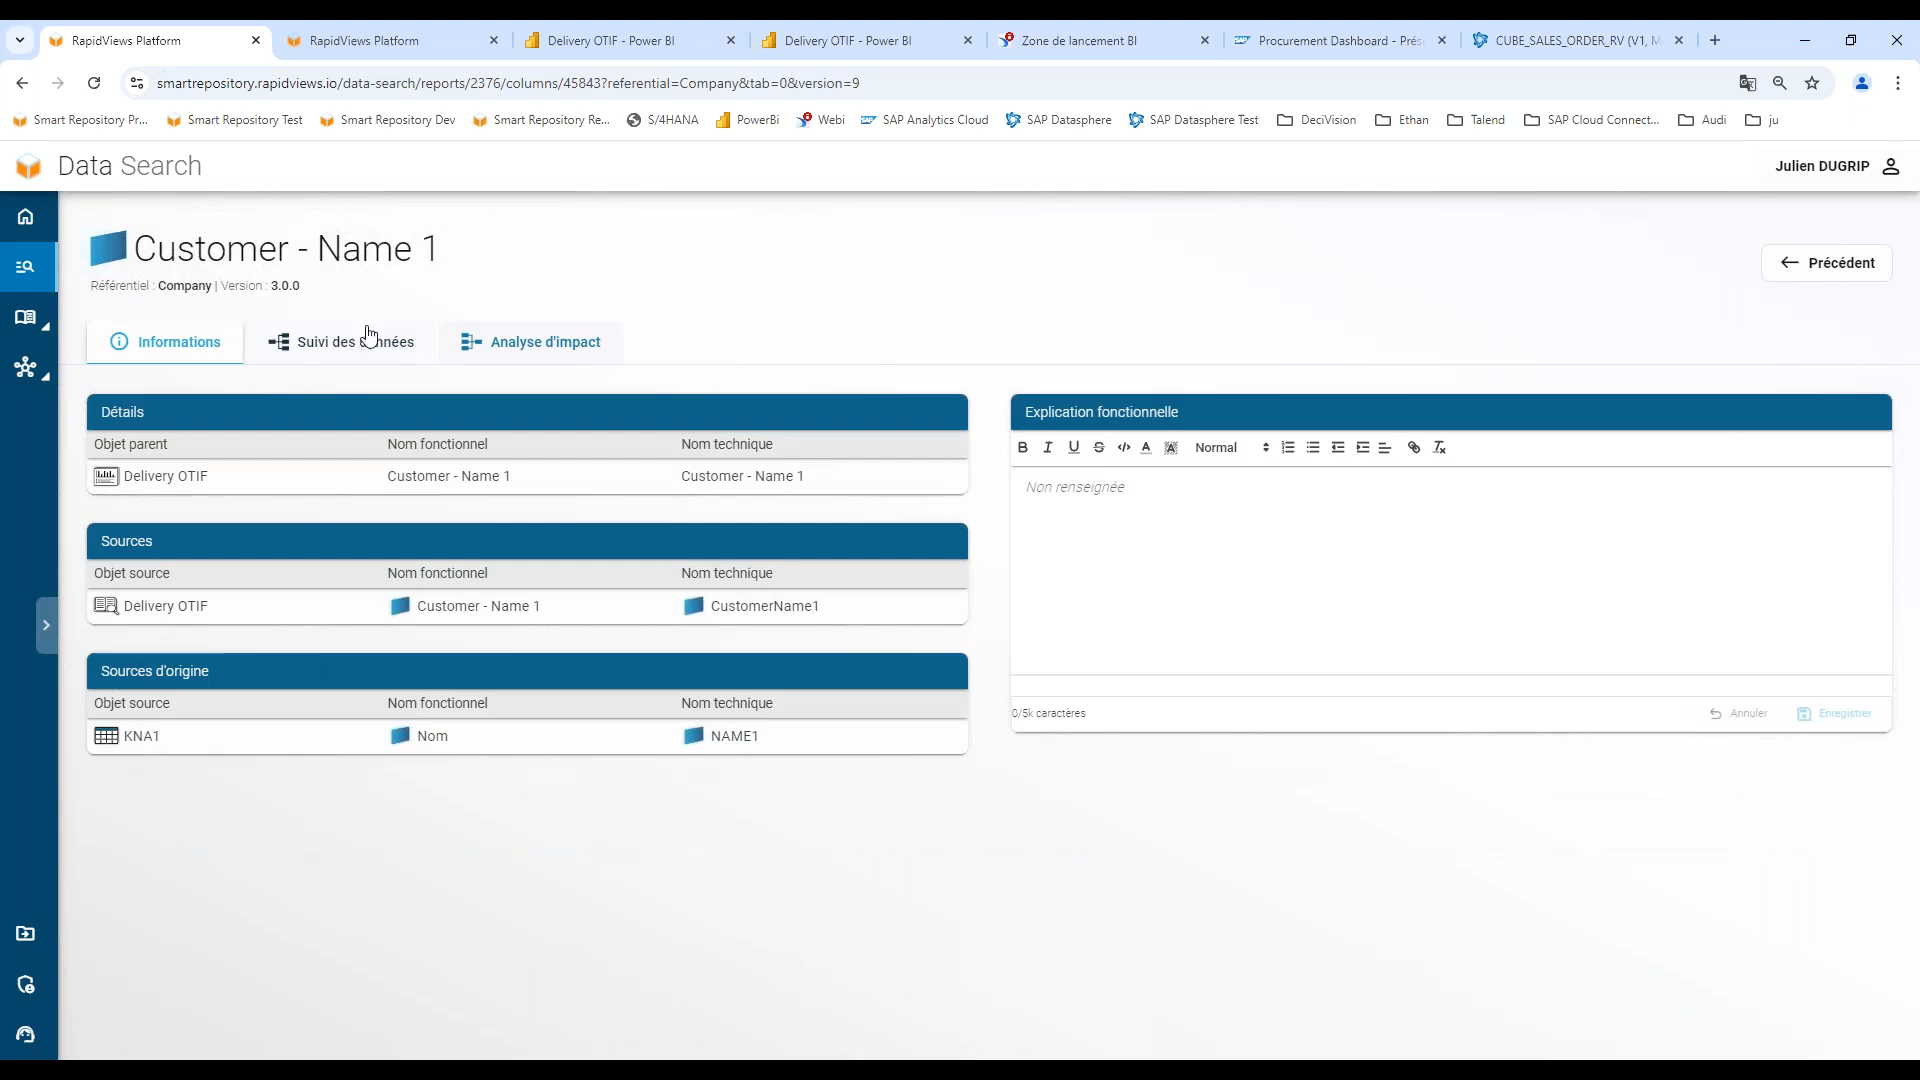 RapidViews Platform
RapidViews Platform
Delivery OTIF - Power BI
Delivery OTIF - Power BI
Zone de lancement BI
Procurement Dashboard - Prés
CUBE_SALES_ORDER_RV (V1, M
smartrepository.rapidviews.io/data-search/reports/2376/columns/45843?referential=Company&tab=0&version=9
Smart Repository Pr...
Smart Repository Test
Smart Repository Dev
Smart Repository Re...
S/4HANA
PowerBi
Webi
SAP Analytics Cloud
SAP Datasphere
SAP Datasphere Test
DeciVision
Ethan
Talend
SAP Cloud Connect...
Audi
ju
Data Search
Julien DUGRIP
Customer - Name 1
Référentiel : Company | Version : 3.0.0
Précédent
Informations
Suivi des données
Analyse d'impact
Détails
Objet parent Nom fonctionnel Nom technique
Delivery OTIF Customer - Name 1 Customer - Name 1
Sources
Objet source Nom fonctionnel Nom technique
Delivery OTIF Customer - Name 1 CustomerName1
Sources d'origine
Objet source Nom fonctionnel Nom technique
KNA1 Nom NAME1
Explication fonctionnelle
Normal
Non renseignée
0/5k caractères
Annuler
Enregistrer